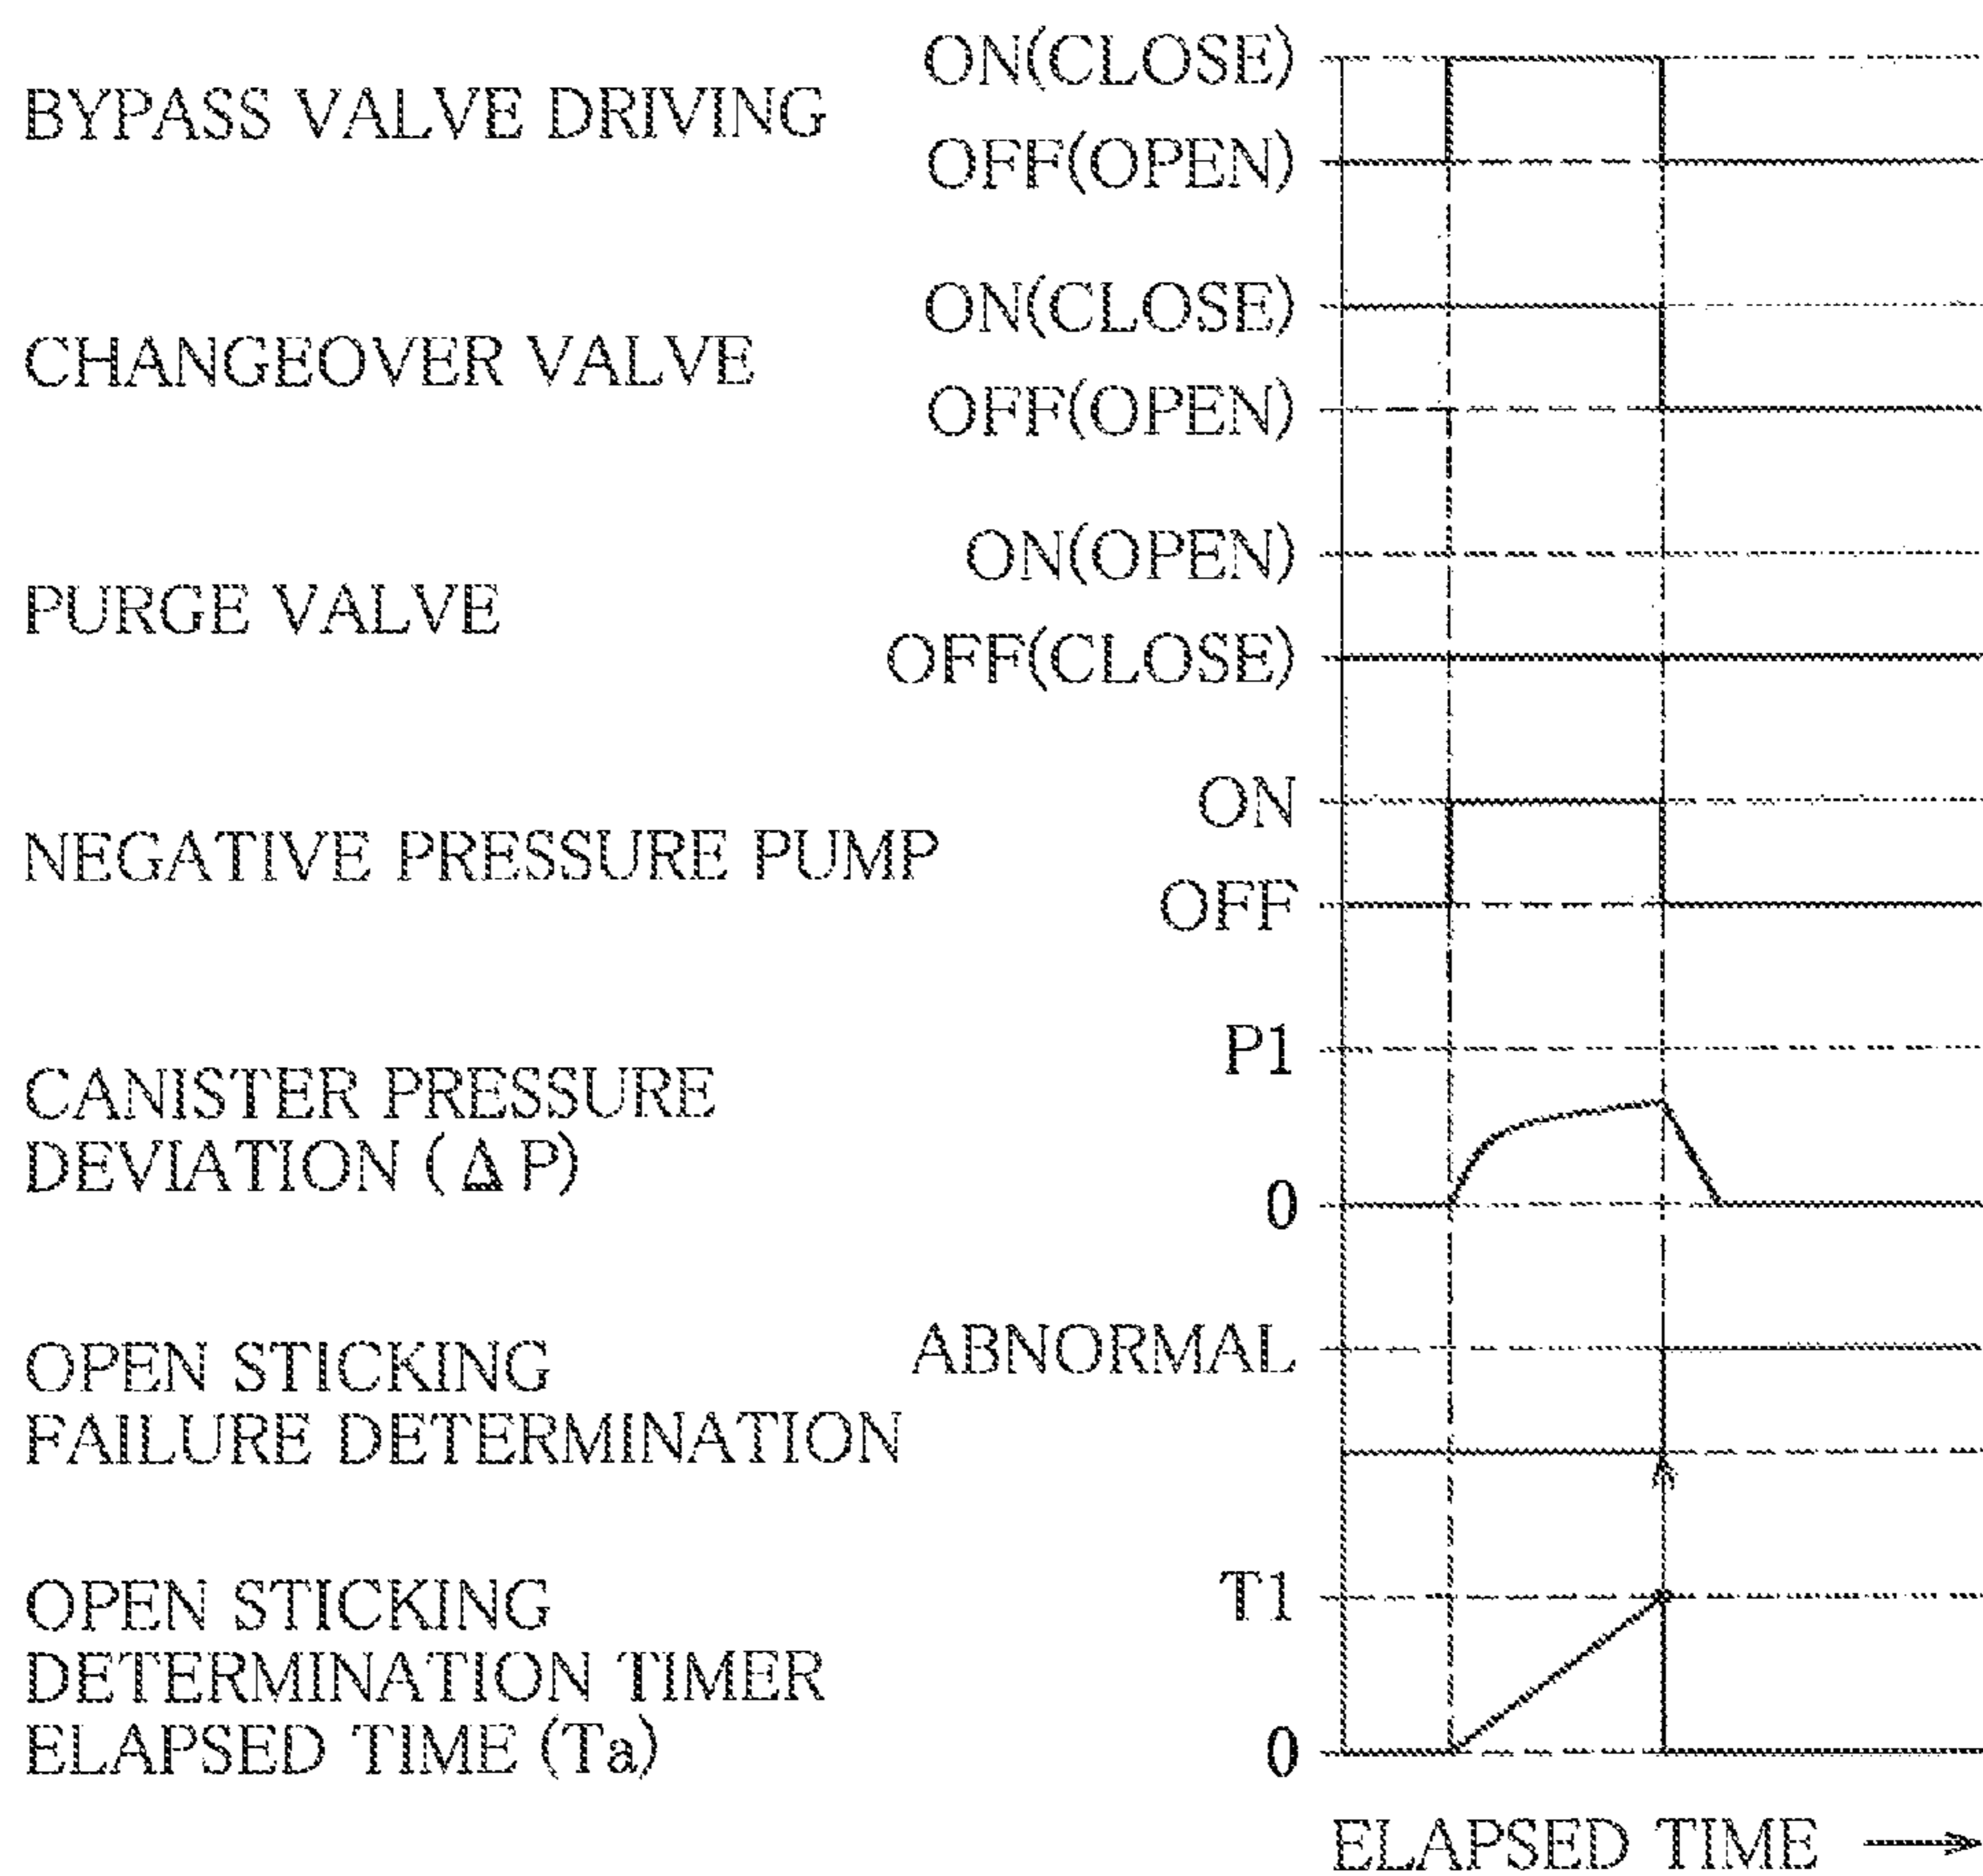 BYPASS VALVE DRIVING
ON(CLOSE)
OFF(OPEN)
CHANGEOVER VALVE
ON(CLOSE)
OFF(OPEN)
PURGE VALVE
ON(OPEN)
OFF(CLOSE)
NEGATIVE PRESSURE PUMP
ON
OFF
CANISTER PRESSURE
DEVIATION (Δ P)
P1
0
OPEN STICKING
FAILURE DETERMINATION
ABNORMAL
OPEN STICKING
DETERMINATION TIMER
ELAPSED TIME (Ta)
T1
0
ELAPSED TIME →